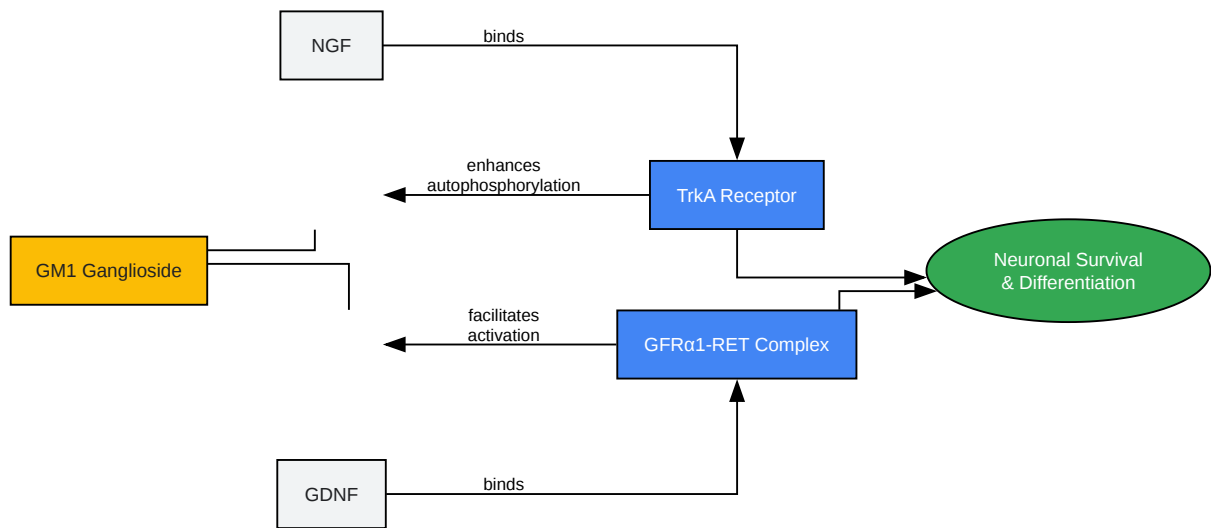 NGF
binds
enhances
autophosphorylation
TrkA Receptor
GM1 Ganglioside
Neuronal Survival
& Differentiation
facilitates
activation
GFRα1-RET Complex
GDNF
binds